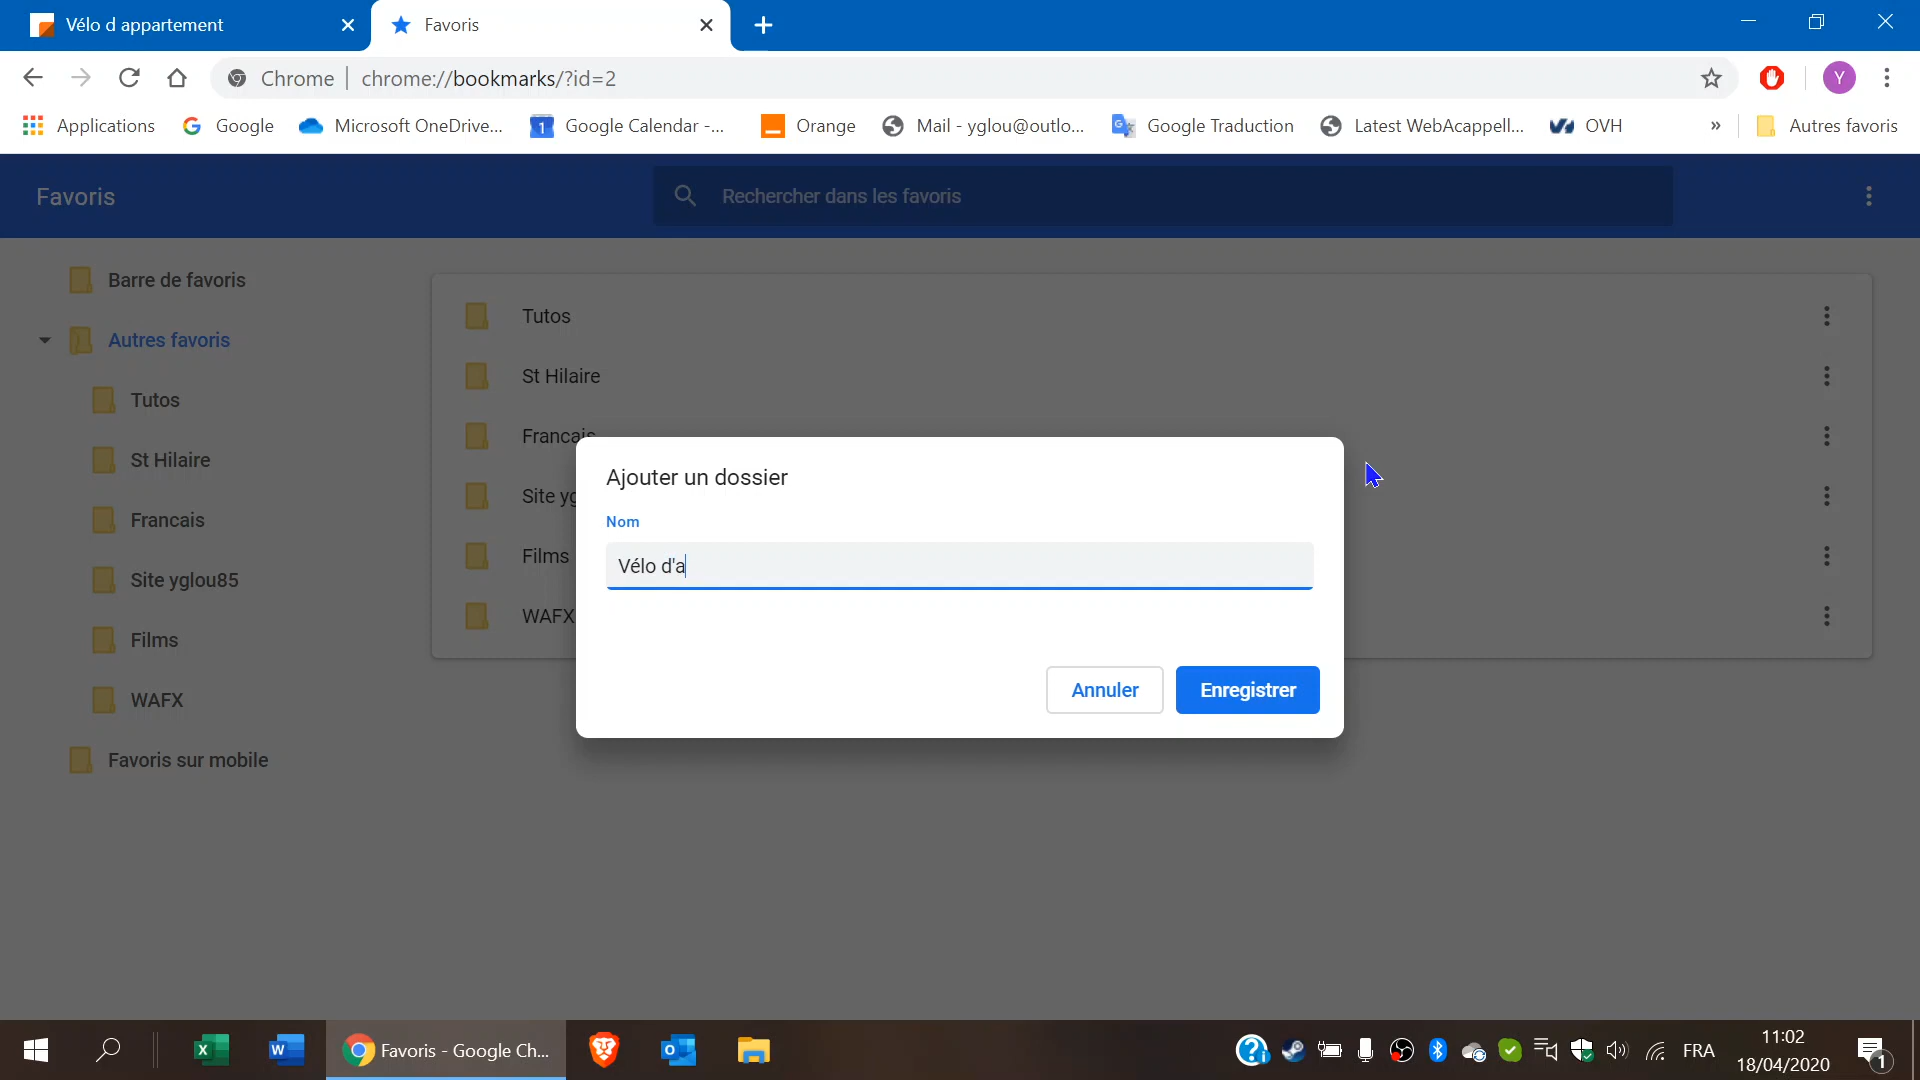 Vélo d appartement
Favoris
Chrome | chrome://bookmarks/?id=2
Y
Applications
Google
Microsoft OneDrive...
1
Google Calendar -...
Orange
Mail - yglou@outlo...
Google Traduction
Latest WebAcappell...
OVH
»
Autres favoris
Favoris
Rechercher dans les favoris
Barre de favoris
Autres favoris
Tutos
St Hilaire
Francais
Site yglou85
Films
WAFX
Favoris sur mobile
Tutos
St Hilaire
Francais
Site yg
Films
WAFX
Ajouter un dossier
Nom
Vélo d'a
Annuler
Enregistrer
Favoris - Google Ch...
FRA
11:02
18/04/2020
1